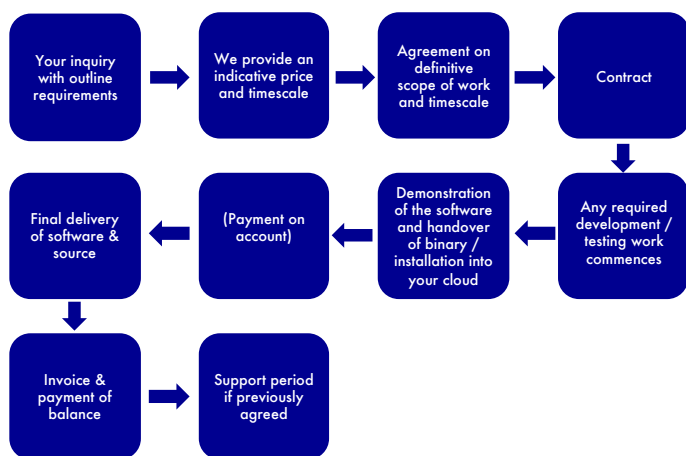 Your inquiry
with outline
requirements
We provide an
indicative price
and timescale
Agreement on
definitive
scope of work
and timescale
Contract
Any required
development /
testing work
commences
Demonstration
of the software
and handover
of binary /
installation into
your cloud
(Payment on
account)
Final delivery
of software &
source
Invoice &
payment of
balance
Support period
if previously
agreed